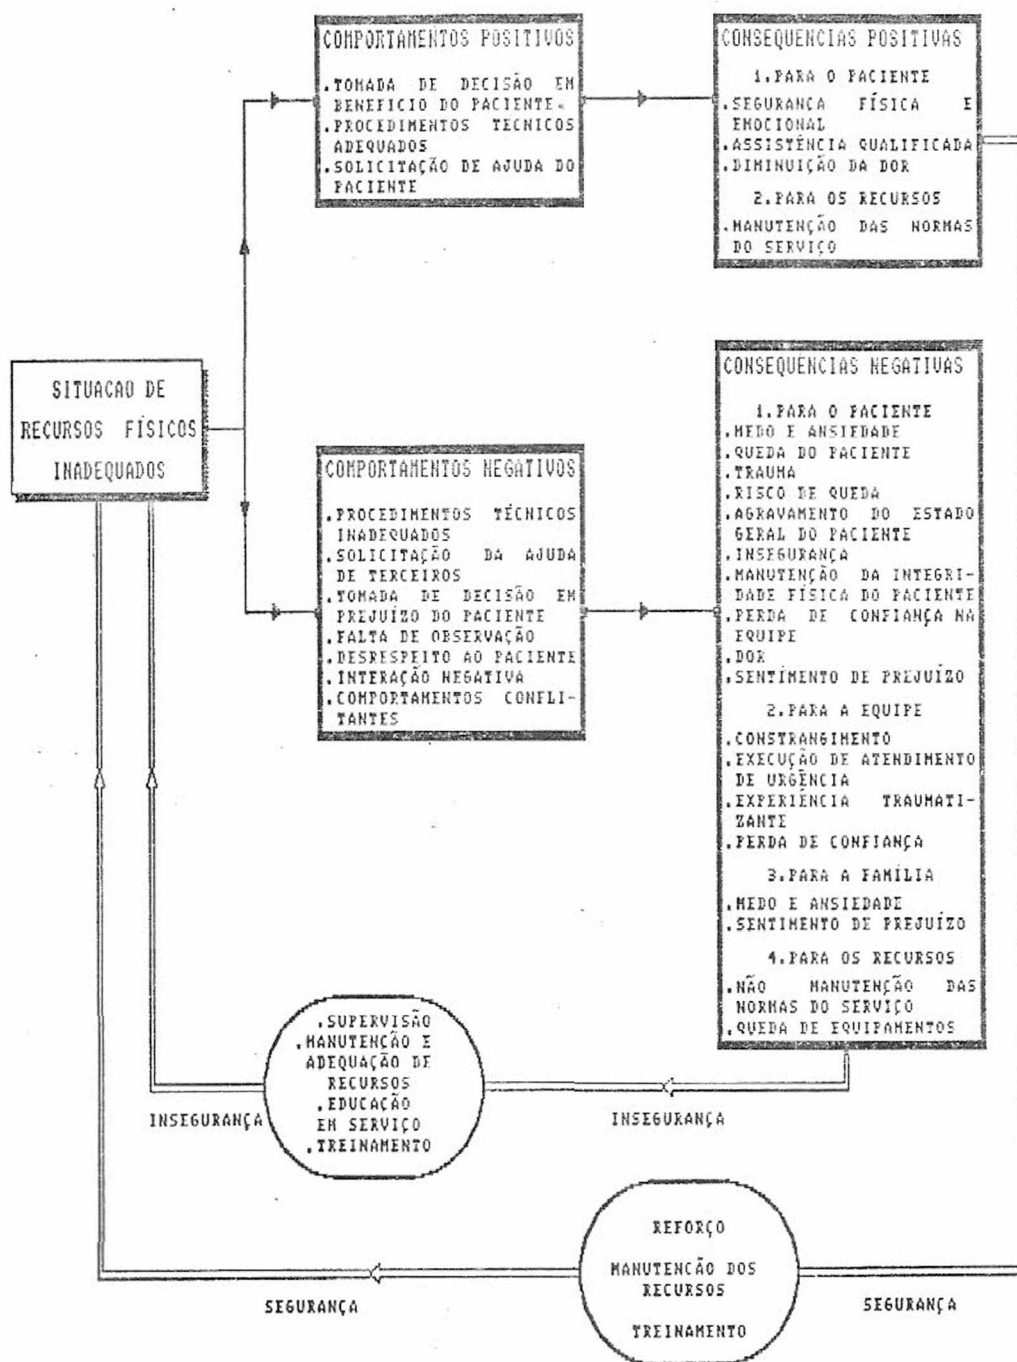 COMPORTAMENTOS POSITIVOS
.TOMADA DE DECISÃO EM
BENEFICIO DO PACIENTE.
.PROCEDIMENTOS TECNICOS
ADEQUADOS
.SOLICITAÇÃO DE AJUDA DO
PACIENTE
CONSEQUENCIAS POSITIVAS
1.PARA O PACIENTE
.SEGURANCA FÍSICA E
EMOCIONAL
.ASSISTÊNCIA QUALIFICADA
.DIMINUIÇÃO DA DOR
2.PARA OS RECURSOS
.MANUTENÇÃO DAS NORMAS
DO SERVIÇO
SITUACAO DE
RECURSOS FÍSICOS
INADEQUADOS
COMPORTAMENTOS NEGATIVOS
.PROCEDIMENTOS TÉCNICOS
INADEQUADOS
.SOLICITAÇÃO DA AJUDA
DE TERCEIROS
.TOMADA DE DECISÃO EM
PREJUÍZO DO PACIENTE
.FALTA DE OBSERVAÇÃO
.DESRESPEITO AO PACIENTE
.INTERAÇÃO NEGATIVA
.COMPORTAMENTOS CONFLI-
TANTES
CONSEQUENCIAS NEGATIVAS
1.PARA O PACIENTE
.MEDO E ANSIEDADE
.QUEDA DO PACIENTE
.TRAUMA
.RISCO DE QUEDA
.AGRAVAMENTO DO ESTADO
GERAL DO PACIENTE
.INSEGURANÇA
.MANUTENÇÃO DA INTEGRI-
DADE FÍSICA DO PACIENTE
.PERDA DE CONFIANÇA NA
EQUIPE
.DOR
.SENTIMENTO DE PREJUÍZO
2.PARA A EQUIPE
.CONSTRANGIMENTO
.EXECUÇÃO DE ATENDIMENTO
DE URGÊNCIA
.EXPERIÊNCIA TRAUMATI-
ZANTE
.PERDA DE CONFIANÇA
3.PARA A FAMÍLIA
.MEDO E ANSIEDADE
.SENTIMENTO DE PREJUÍZO
4.PARA OS RECURSOS
.NÃO MANUTENÇÃO DAS
NORMAS DO SERVIÇO
.QUEDA DE EQUIPAMENTOS
.SUPERVISÃO
.MANUTENÇÃO E
ADEQUAÇÃO DE
RECURSOS
.EDUCAÇÃO
EM SERVIÇO
.TREINAMENTO
INSEGURANÇA
INSEGURANÇA
REFORÇO
MANUTENÇÃO DOS
RECURSOS
TREINAMENTO
SEGURANÇA
SEGURANÇA